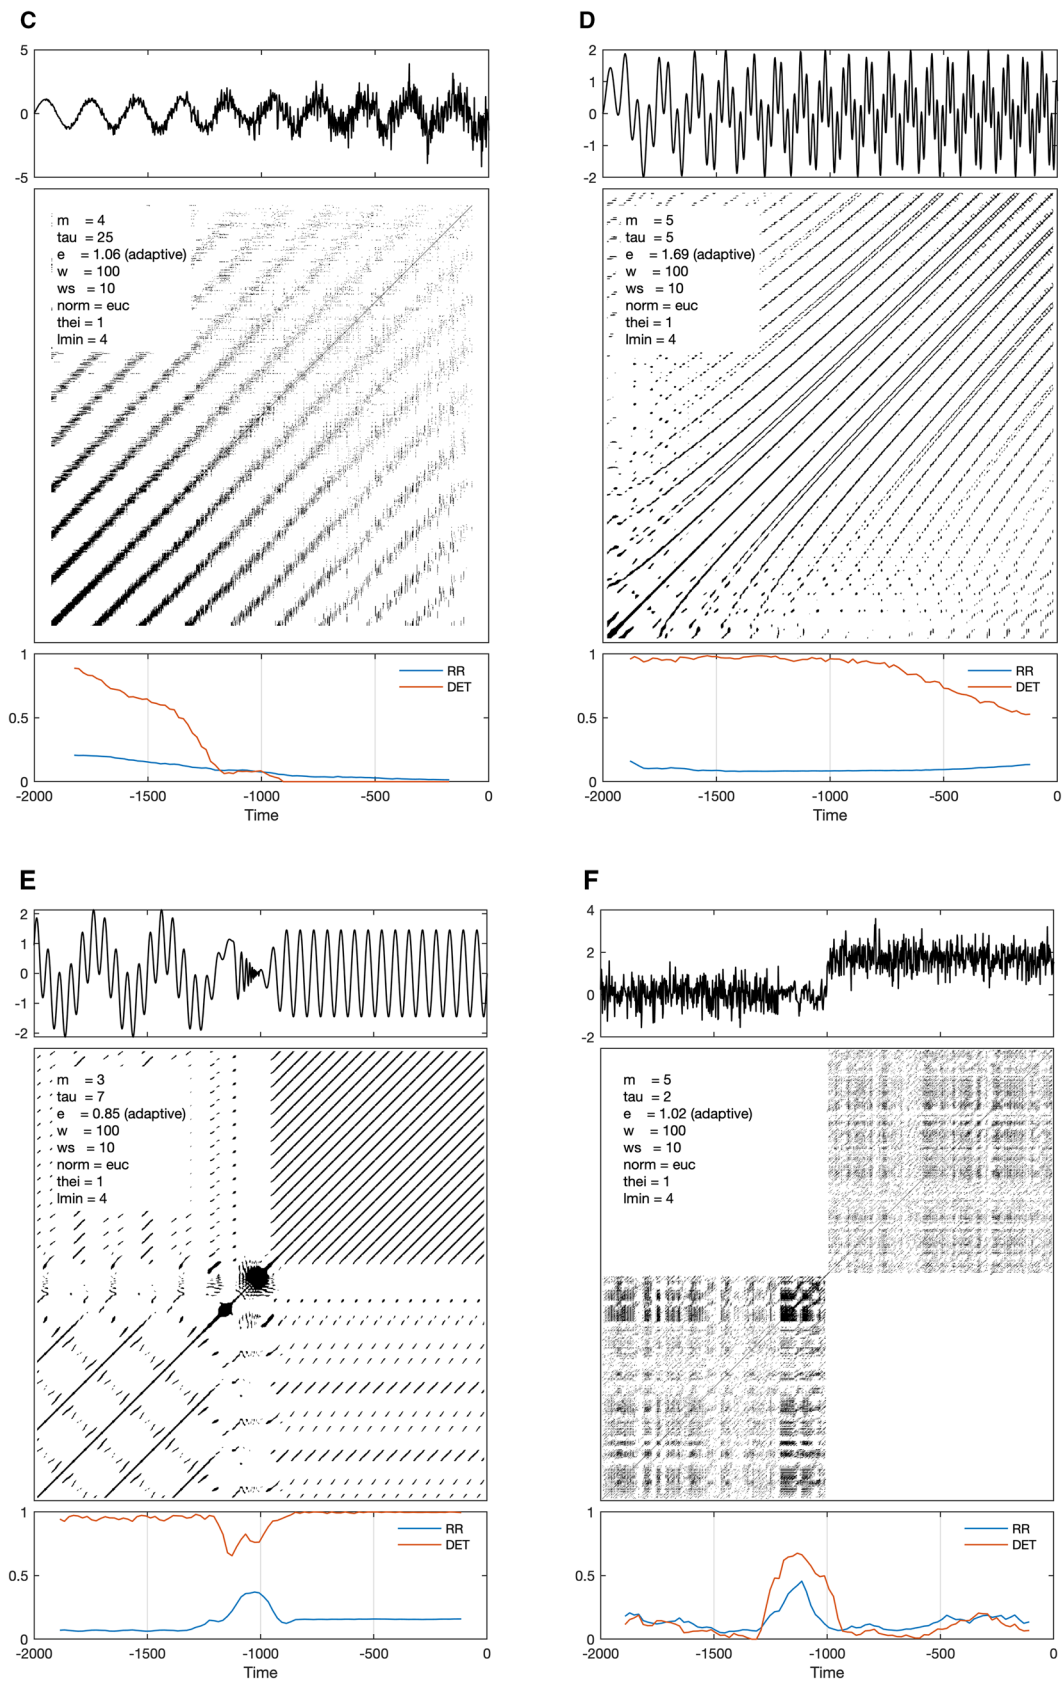 C
5
0
-5
m = 4
tau = 25
e = 1.06 (adaptive)
w = 100
ws = 10
norm = euc
thei = 1
lmin = 4
1
0.5
0
RR
DET
-2000 -1500 -1000 -500 0
Time
D
2
1
0
-1
-2
m = 5
tau = 5
e = 1.69 (adaptive)
w = 100
ws = 10
norm = euc
thei = 1
lmin = 4
1
0.5
0
RR
DET
-2000 -1500 -1000 -500 0
Time
E
2
1
0
-1
-2
m = 3
tau = 7
e = 0.85 (adaptive)
w = 100
ws = 10
norm = euc
thei = 1
lmin = 4
1
0.5
0
RR
DET
-2000 -1500 -1000 -500 0
Time
F
4
2
0
-2
m = 5
tau = 2
e = 1.02 (adaptive)
w = 100
ws = 10
norm = euc
thei = 1
lmin = 4
1
0.5
0
RR
DET
-2000 -1500 -1000 -500 0
Time